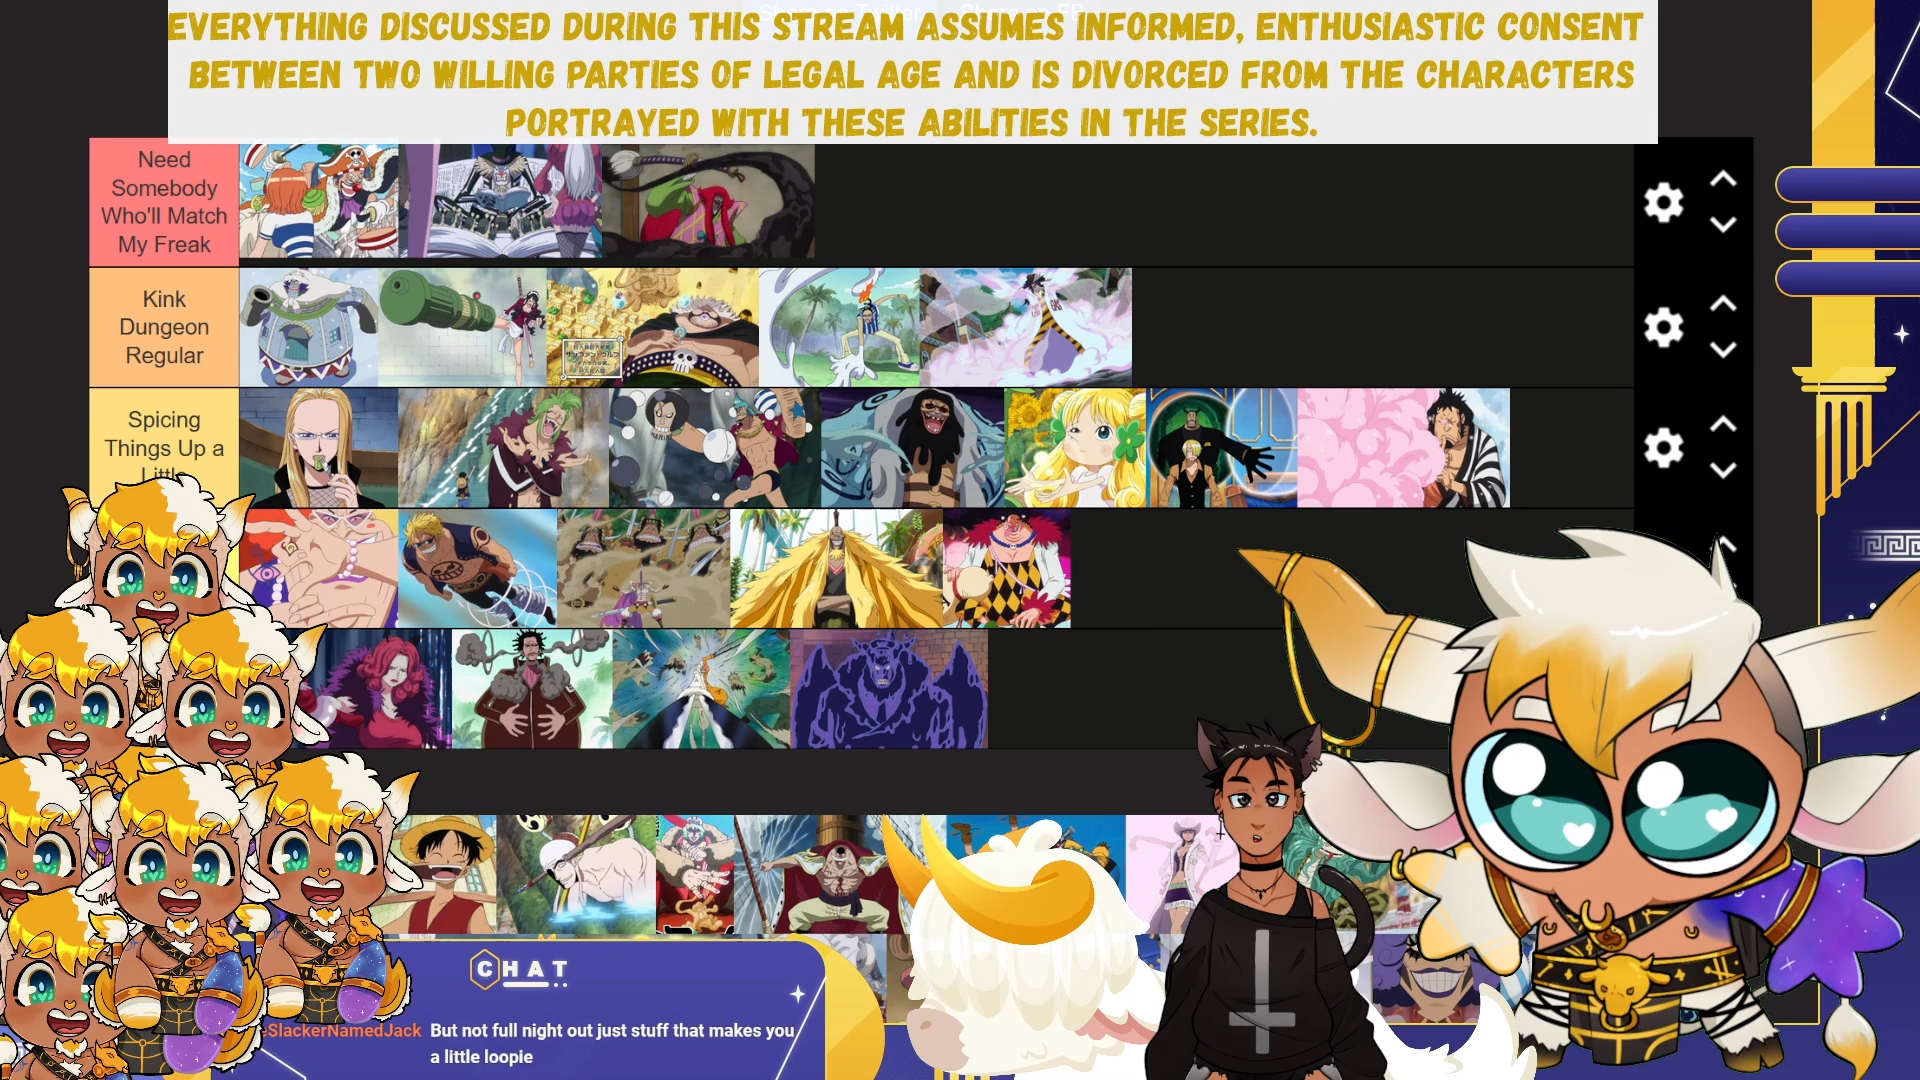 EVERYTHING DISCUSSED DURING THIS STREAM ASSUMES INFORMED, ENTHUSIASTIC CONSENT
BETWEEN TWO WILLING PARTIES OF LEGAL AGE AND IS DIVORCED FROM THE CHARACTERS
PORTRAYED WITH THESE ABILITIES IN THE SERIES.
Need
Somebody
Who'll Match
My Freak
Kink
Dungeon
Regular
Spicing
Things Up a
Little
CHAT
SlackerNamedJack But not full night out just stuff that makes you
a little loopie